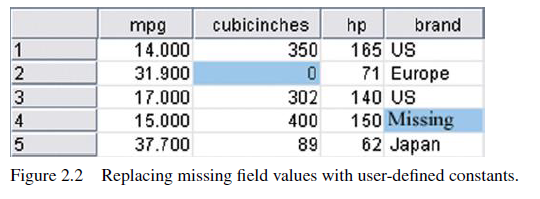 mpg cubicinches hp brand
1 14.000 350 165 US
2 31.900 0 71 Europe
3 17.000 302 140 US
4 15.000 400 150 Missing
5 37.700 89 62 Japan
Figure 2.2 Replacing missing field values with user-defined constants.